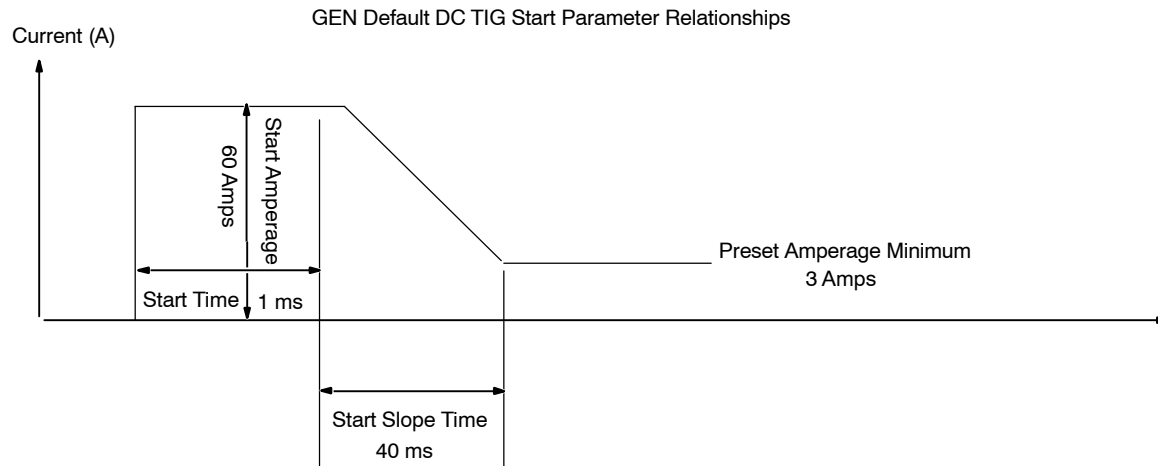 GEN Default DC TIG Start Parameter Relationships
Current (A)
Start Amperage
60 Amps
Start Time
1 ms
Preset Amperage Minimum
3 Amps
Start Slope Time
40 ms